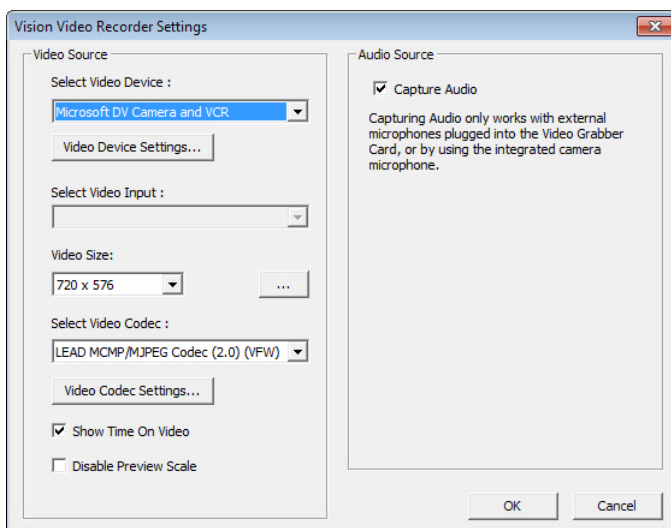 Vision Video Recorder Settings
Video Source
Select Video Device :
Microsoft DV Camera and VCR
Video Device Settings...
Select Video Input :
Video Size:
720 x 576
...
Select Video Codec :
LEAD MCMP/MJPEG Codec (2.0) (VFW)
Video Codec Settings...
Show Time On Video
Disable Preview Scale
Audio Source
Capture Audio
Capturing Audio only works with external
microphones plugged into the Video Grabber
Card, or by using the integrated camera
microphone.
OK
Cancel